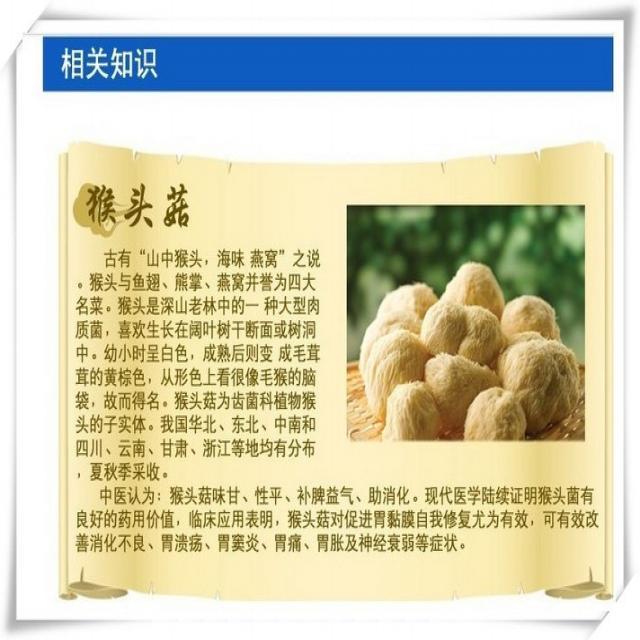 相关知识
猴头菇
古有“山中猴头，海味 燕窝”之说
。猴头与鱼翅、熊掌、燕窝并誉为四大
名菜。猴头是深山老林中的一 种大型肉
质菌，喜欢生长在阔叶树干断面或树洞
中。幼小时呈白色，成熟后则变 成毛茸
茸的黄棕色，从形色上看很像毛猴的脑
袋，故而得名。猴头菇为齿菌科植物猴
头的子实体。我国华北、东北、中南和
四川、云南、甘肃、浙江等地均有分布
，夏秋季采收。
中医认为：猴头菇味甘、性平、补脾益气、助消化。现代医学陆续证明猴头菌有
良好的药用价值，临床应用表明，猴头菇对促进胃黏膜自我修复尤为有效，可有效改
善消化不良、胃溃疡、胃窦炎、胃痛、胃胀及神经衰弱等症状。